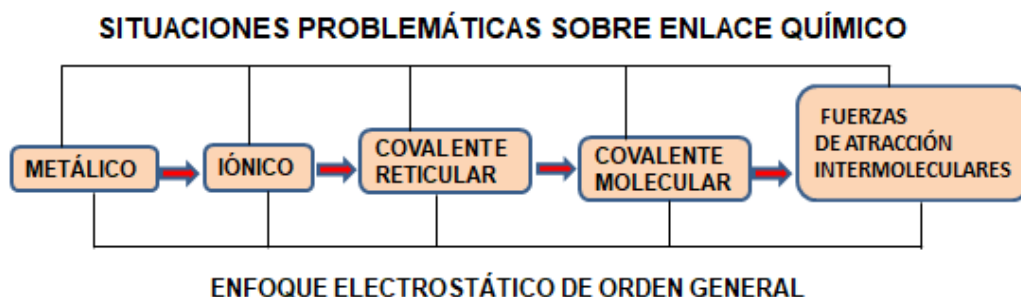 SITUACIONES PROBLEMÁTICAS SOBRE ENLACE QUÍMICO
METÁLICO
IÓNICO
COVALENTE
RETICULAR
COVALENTE
MOLECULAR
FUERZAS
DE ATRACCIÓN
INTERMOLECULARES
ENFOQUE ELECTROSTÁTICO DE ORDEN GENERAL